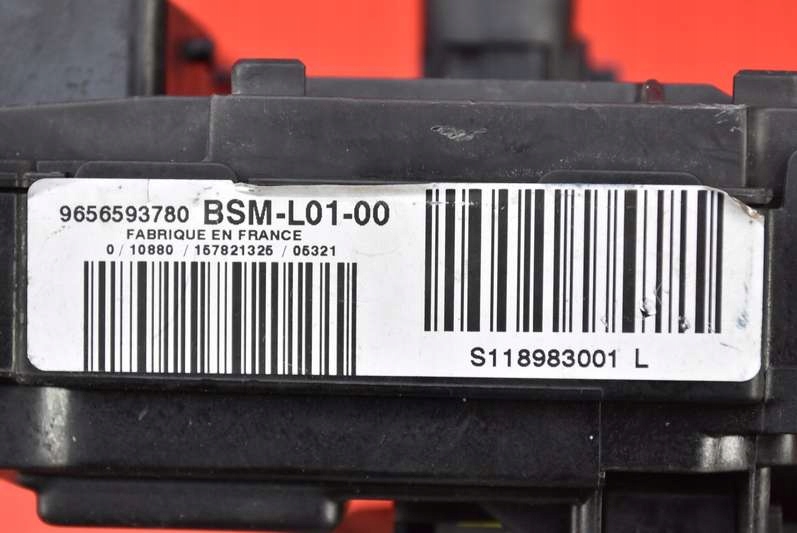 9656593780 BSM-L01-00
FABRIQUE EN FRANCE
0 / 10880 / 157821325 / 05321
S118983001 L